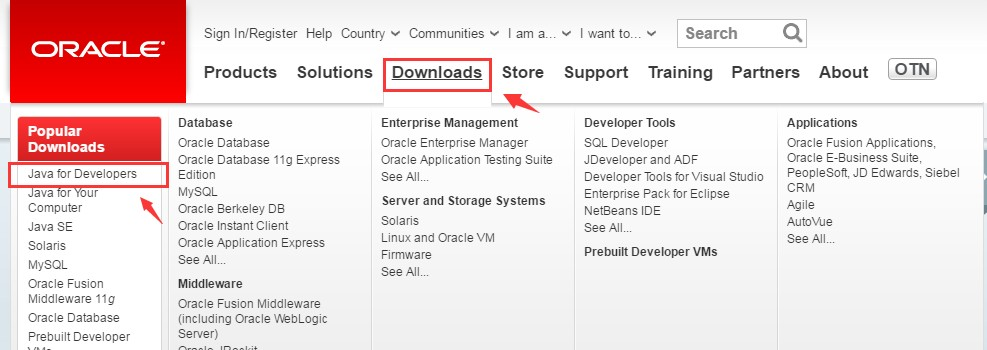 ORACLE
Sign In/Register Help Country Communities I am a... I want to... Search
Products Solutions Downloads Store Support Training Partners About OTN
Popular
Downloads
Java for Developers
Java for Your
Computer
Java SE
Solaris
MySQL
Oracle Fusion
Middleware 11g
Oracle Database
Prebuilt Developer
VMs
Database
Oracle Database
Oracle Database 11g Express
Edition
MySQL
Oracle Berkeley DB
Oracle Instant Client
Oracle Application Express
See All...
Middleware
Oracle Fusion Middleware
(including Oracle WebLogic
Server)
Oracle JRockit
Enterprise Management
Oracle Enterprise Manager
Oracle Application Testing Suite
See All...
Server and Storage Systems
Solaris
Linux and Oracle VM
Firmware
See All...
Developer Tools
SQL Developer
JDeveloper and ADF
Developer Tools for Visual Studio
Enterprise Pack for Eclipse
NetBeans IDE
See All...
Prebuilt Developer VMs
Applications
Oracle Fusion Applications,
Oracle E-Business Suite,
PeopleSoft, JD Edwards, Siebel
CRM
Agile
AutoVue
See All...